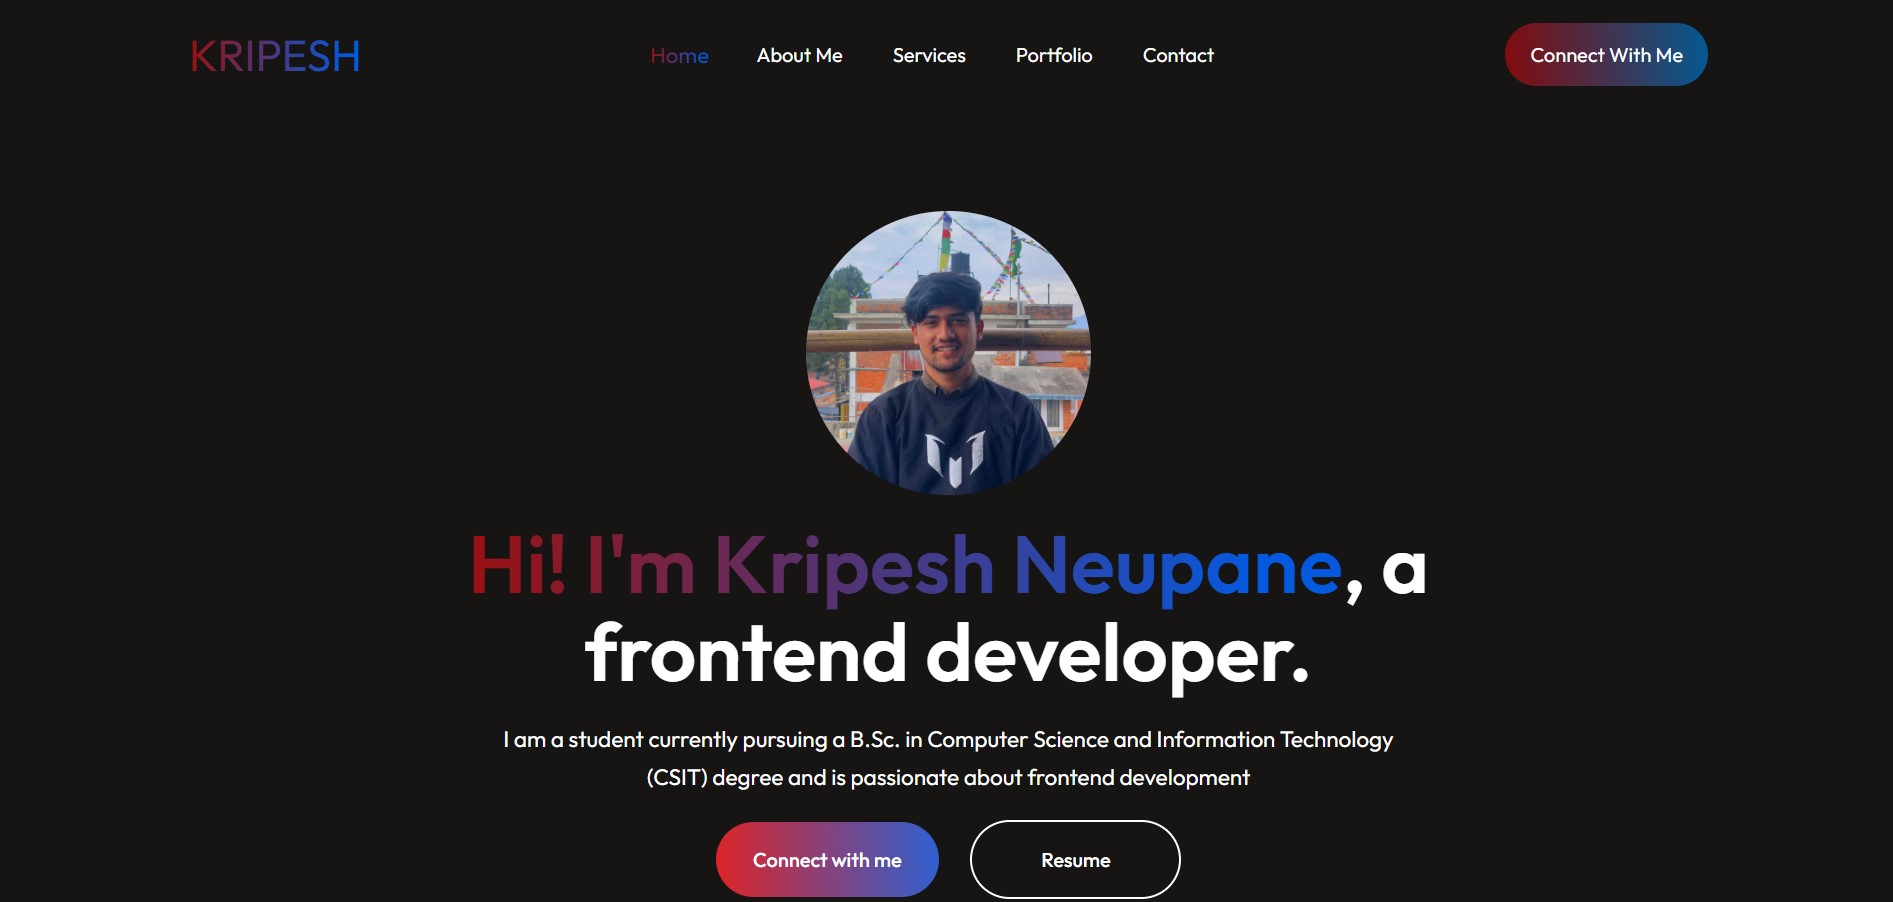 KRIPESH
Home
About Me
Services
Portfolio
Contact
Connect With Me
Hi! I'm Kripesh Neupane, a
frontend developer.
I am a student currently pursuing a B.Sc. in Computer Science and Information Technology
(CSIT) degree and is passionate about frontend development
Connect with me
Resume